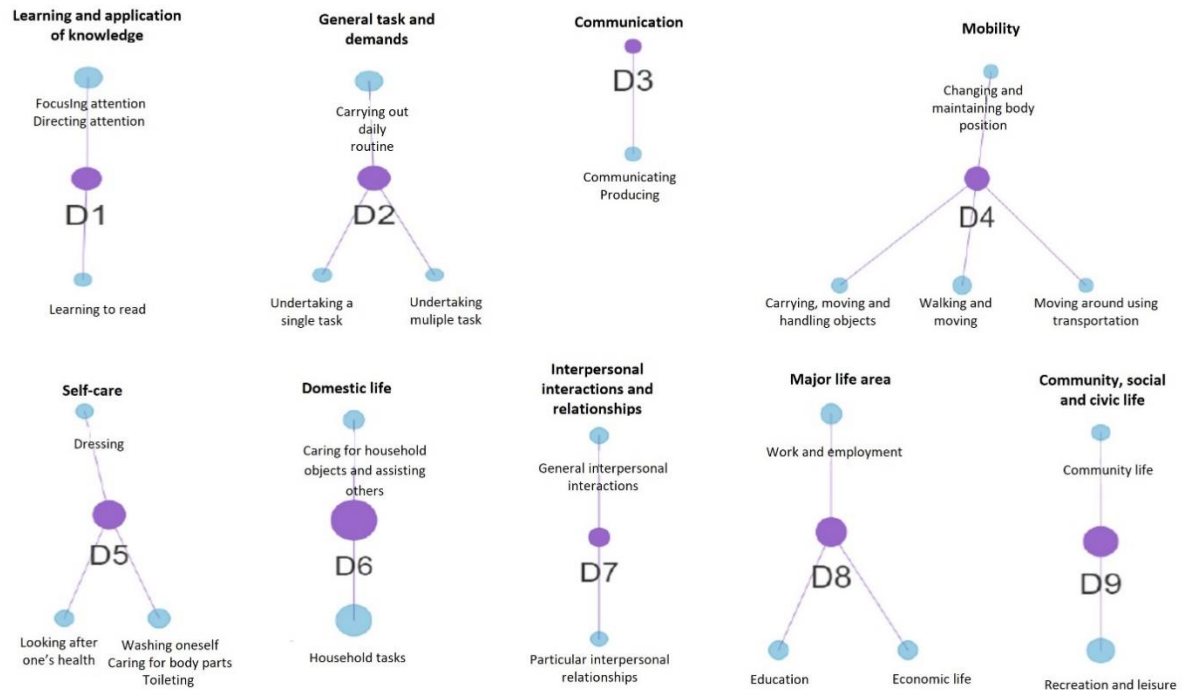 Learning and application
of knowledge
Focusing attention
Directing attention
D1
Learning to read
General task and
demands
Carrying out
daily
routine
D2
Undertaking a
single task
Undertaking
muliple task
Communication
D3
Communicating
Producing
Mobility
Changing and
maintaining body
position
D4
Carrying, moving and
handling objects
Walking and
moving
Moving around using
transportation
Self-care
Dressing
D5
Looking after
one's health
Washing oneself
Caring for body parts
Toileting
Domestic life
Caring for household
objects and assisting
others
D6
Household tasks
Interpersonal
interactions and
relationships
General interpersonal
interactions
D7
Particular interpersonal
relationships
Major life area
Work and employment
D8
Education
Economic life
Community, social
and civic life
Community life
D9
Recreation and leisure